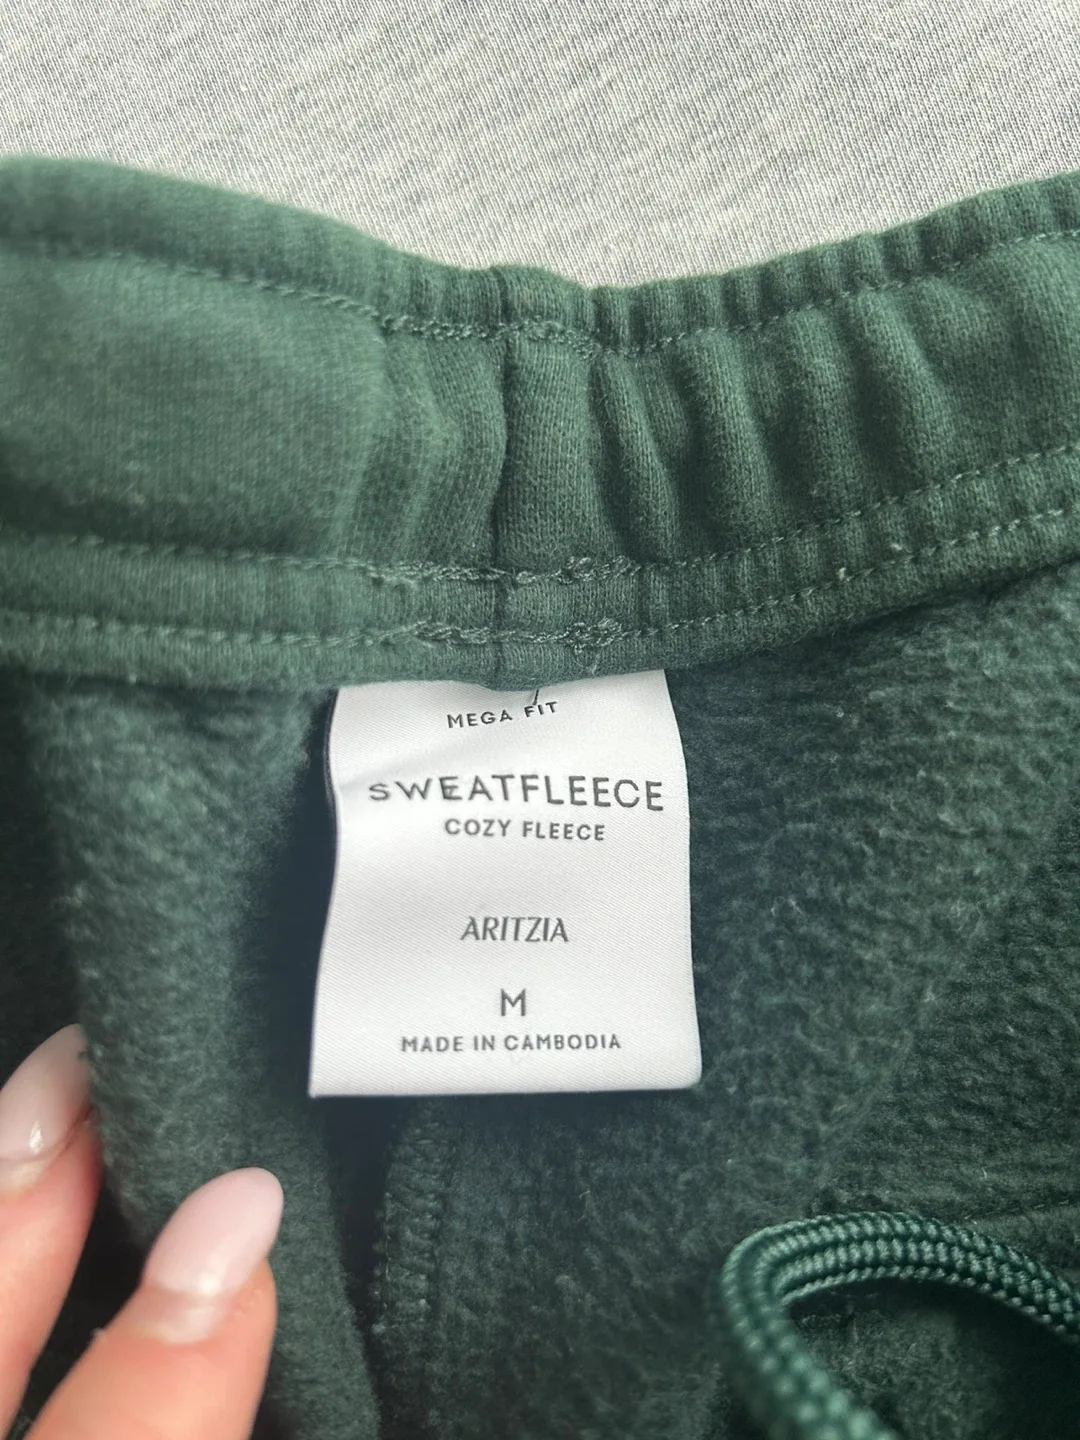 MEGA FIT
SWEATFLEECE
COZY FLEECE
ARITZIA
M
MADE IN CAMBODIA